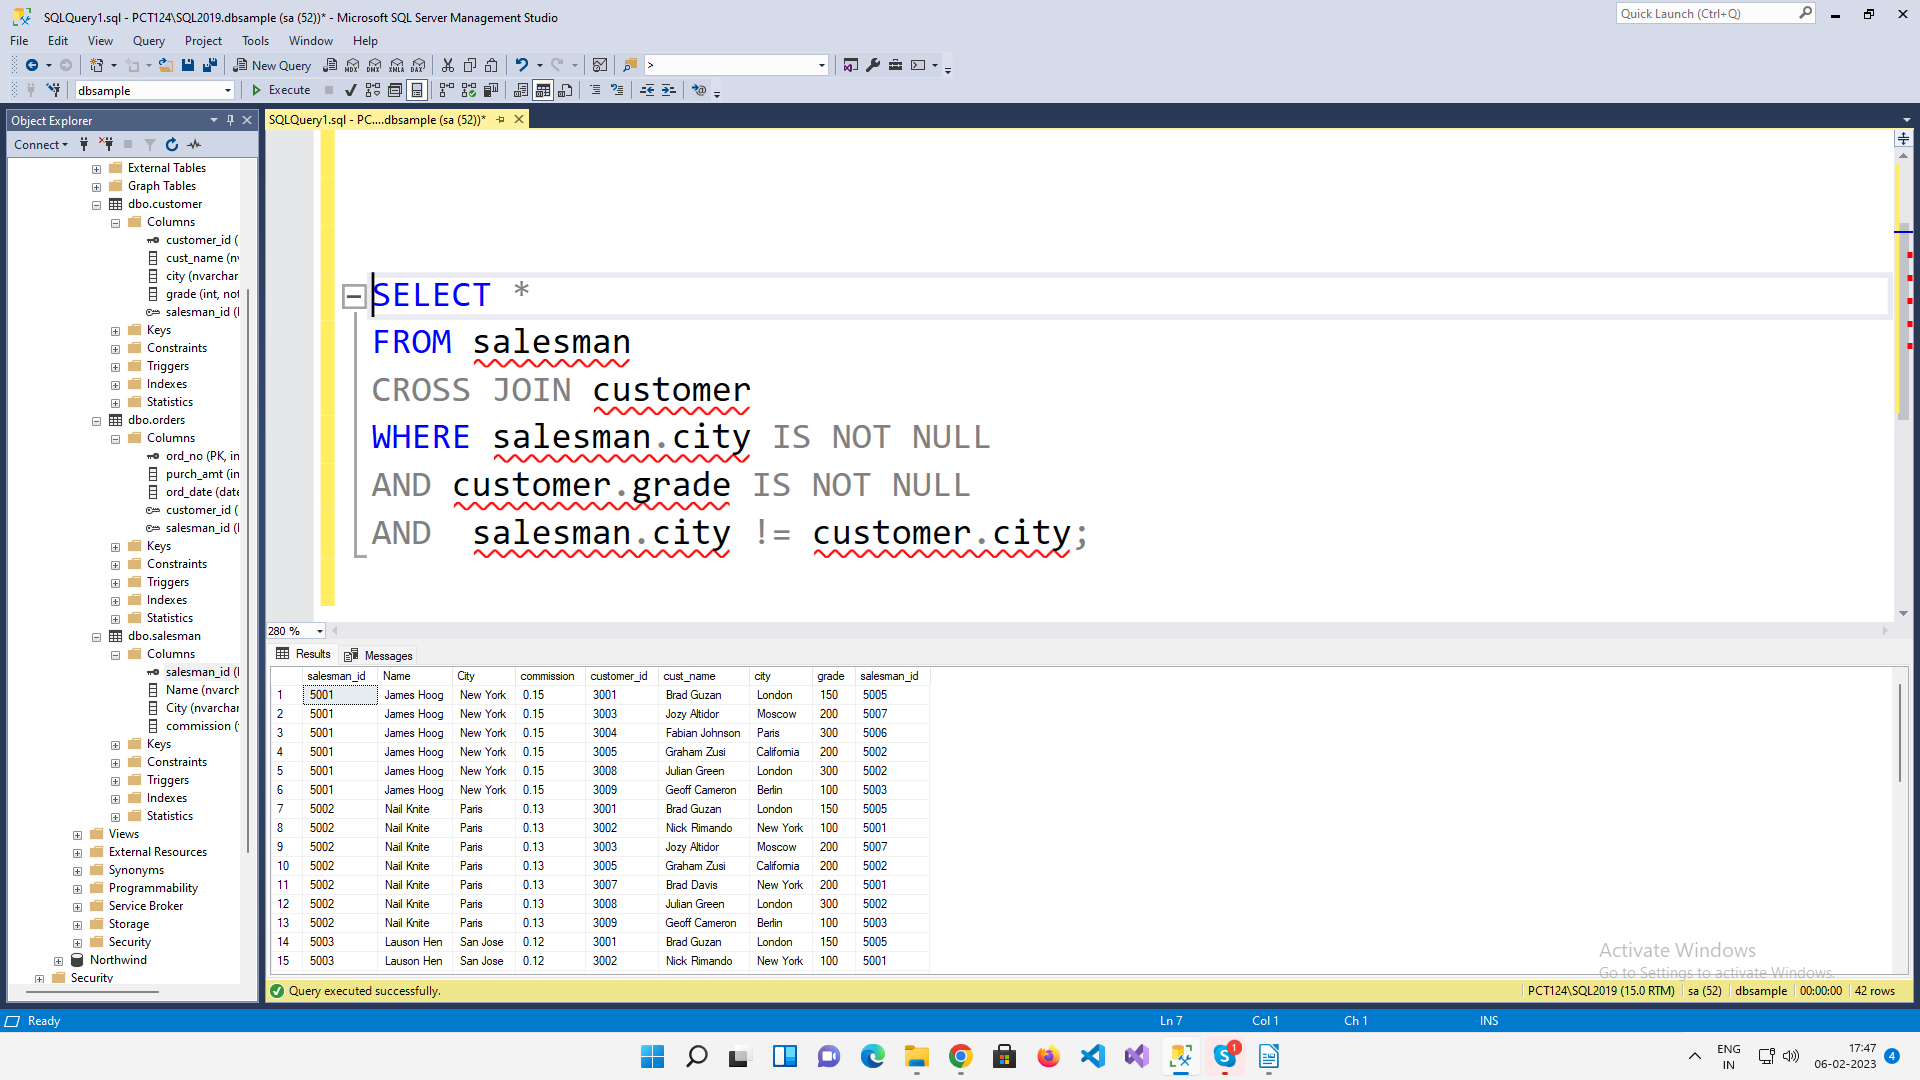 SQLQuery1.sql - PCT124\SQL2019.dbsample (sa (52))* - Microsoft SQL Server Management Studio
Quick Launch (Ctrl+Q)
File Edit View Query Project Tools Window Help
New Query
MDX DMX XMLA DAX
>
dbsample
Execute
Object Explorer
Connect
External Tables
Graph Tables
dbo.customer
Columns
customer_id (
cust_name (n
city (nvarchar
grade (int, not
salesman_id (
Keys
Constraints
Triggers
Indexes
Statistics
dbo.orders
Columns
ord_no (PK, in
purch_amt (in
ord_date (date
customer_id (
salesman_id (
Keys
Constraints
Triggers
Indexes
Statistics
dbo.salesman
Columns
salesman_id (
Name (nvarch
City (nvarchar
commission (
Keys
Constraints
Triggers
Indexes
Statistics
Views
External Resources
Synonyms
Programmability
Service Broker
Storage
Security
Northwind
Security
SQLQuery1.sql - PC....dbsample (sa (52))*
SELECT *
FROM salesman
CROSS JOIN customer
WHERE salesman.city IS NOT NULL
AND customer.grade IS NOT NULL
AND  salesman.city != customer.city;
280 %
Results Messages
salesman_id Name City commission customer_id cust_name city grade salesman_id
1 5001 James Hoog New York 0.15 3001 Brad Guzan London 150 5005
2 5001 James Hoog New York 0.15 3003 Jozy Altidor Moscow 200 5007
3 5001 James Hoog New York 0.15 3004 Fabian Johnson Paris 300 5006
4 5001 James Hoog New York 0.15 3005 Graham Zusi California 200 5002
5 5001 James Hoog New York 0.15 3008 Julian Green London 300 5002
6 5001 James Hoog New York 0.15 3009 Geoff Cameron Berlin 100 5003
7 5002 Nail Knite Paris 0.13 3001 Brad Guzan London 150 5005
8 5002 Nail Knite Paris 0.13 3002 Nick Rimando New York 100 5001
9 5002 Nail Knite Paris 0.13 3003 Jozy Altidor Moscow 200 5007
10 5002 Nail Knite Paris 0.13 3005 Graham Zusi California 200 5002
11 5002 Nail Knite Paris 0.13 3007 Brad Davis New York 200 5001
12 5002 Nail Knite Paris 0.13 3008 Julian Green London 300 5002
13 5002 Nail Knite Paris 0.13 3009 Geoff Cameron Berlin 100 5003
14 5003 Lauson Hen San Jose 0.12 3001 Brad Guzan London 150 5005
15 5003 Lauson Hen San Jose 0.12 3002 Nick Rimando New York 100 5001
Activate Windows
Go to Settings to activate Windows.
Query executed successfully.
PCT124\SQL2019 (15.0 RTM) sa (52) dbsample 00:00:00 42 rows
Ready
Ln 7 Col 1 Ch 1 INS
1
ENG
IN
17:47
06-02-2023
4